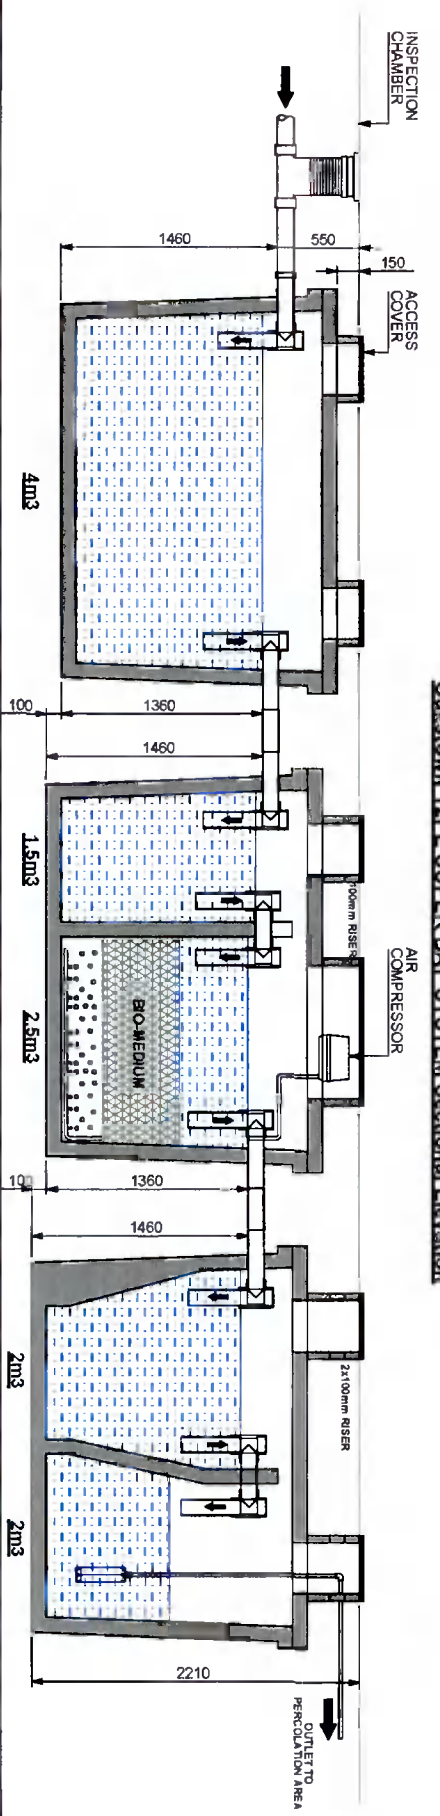 INSPECTION
CHAMBER
1460
550
150
ACCESS
COVER
4m3
100
1360
1460
1.5m3
100mm RISER
AIR
COMPRESSOR
BIO-MEDIUM
2.5m3
1360
1460
2m3
2x100mm RISER
2m3
2210
OUTLET TO
PERCOLATION AREA